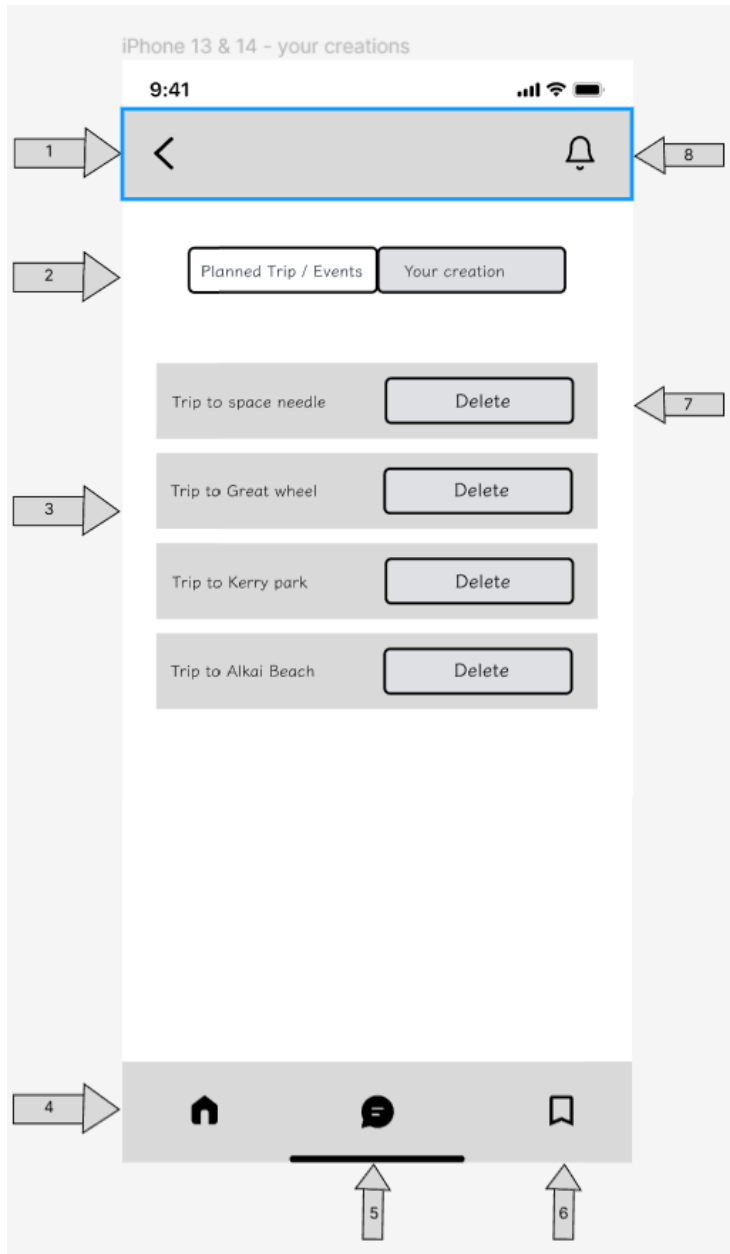 iPhone 13 & 14 - your creations
9:41
1
8
2
Planned Trip / Events
Your creation
Trip to space needle
Delete
7
3
Trip to Great wheel
Delete
Trip to Kerry park
Delete
Trip to Alkai Beach
Delete
4
5
6